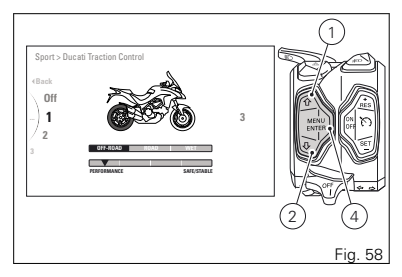 1
Sport > Ducati Traction Control
Back
Off
1
2
3
3
OFF-ROAD ROAD WET
PERFORMANCE SAFE/STABLE
RES
MENU
ENTER
ON
OFF
SET
OFF
2
4
Fig. 58